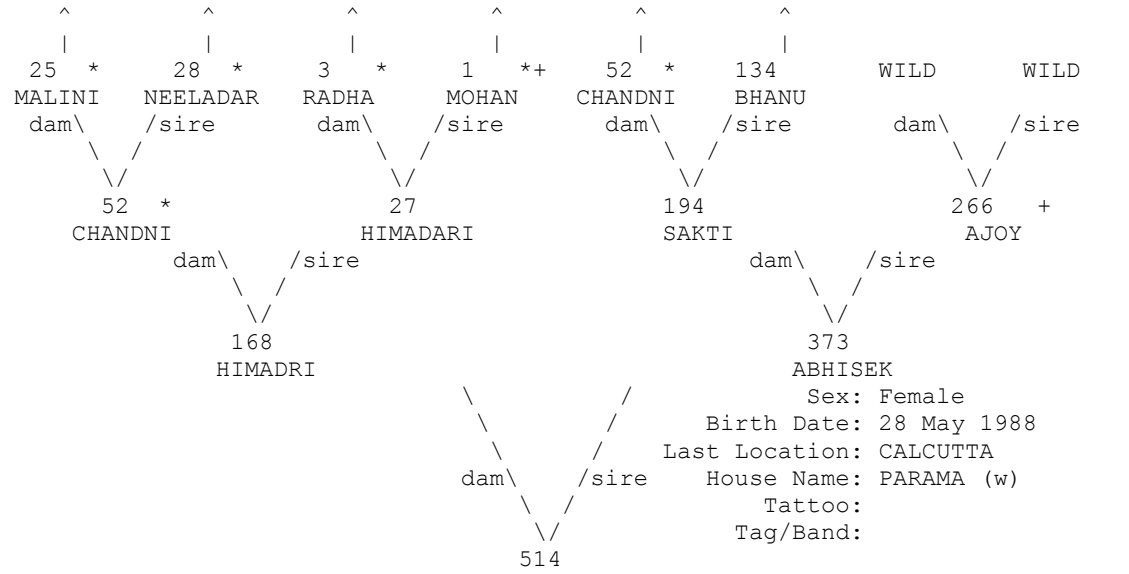 ^ ^ ^ ^ ^ ^
| | | | | |
25 * 28 * 3 * 1 *+ 52 * 134 WILD WILD
MALINI NEELADAR RADHA MOHAN CHANDNI BHANU
dam\ /sire dam\ /sire dam\ /sire dam\ /sire
\ / \ / \ / \ /
\/ \/ \/ \/
52 * 27 194 266 +
CHANDNI HIMADARI SAKTI AJOY
dam\ /sire dam\ /sire
\ / \ /
\/ \/
168 373
HIMADRI ABHISEK
\ / Sex: Female
\ / Birth Date: 28 May 1988
\ / Last Location: CALCUTTA
dam\ /sire House Name: PARAMA (w)
\ / Tattoo:
\/ Tag/Band:
514